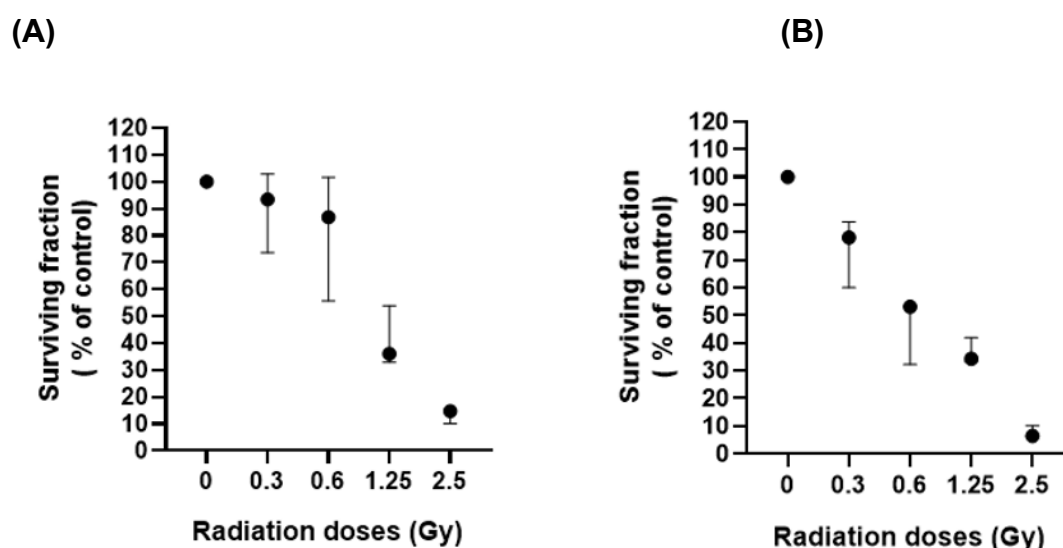 (A)
(B)
120
110
100
90
80
70
60
50
40
30
20
10
0
Surviving fraction
( % of control)
0 0.3 0.6 1.25 2.5
Radiation doses (Gy)
120
110
100
90
80
70
60
50
40
30
20
10
0
Surviving fraction
( % of control)
0 0.3 0.6 1.25 2.5
Radiation doses (Gy)